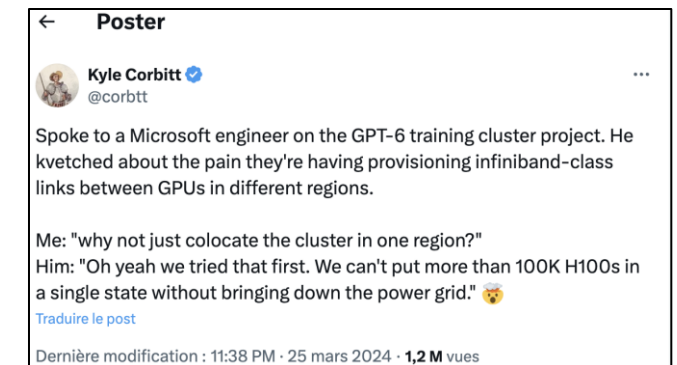 ← Poster
Kyle Corbitt
@corbtt
...
Spoke to a Microsoft engineer on the GPT-6 training cluster project. He
kvetched about the pain they're having provisioning infiniband-class
links between GPUs in different regions.
Me: "why not just colocate the cluster in one region?"
Him: "Oh yeah we tried that first. We can't put more than 100K H100s in
a single state without bringing down the power grid." 🤯
Traduire le post
Dernière modification : 11:38 PM · 25 mars 2024 · 1,2 M vues